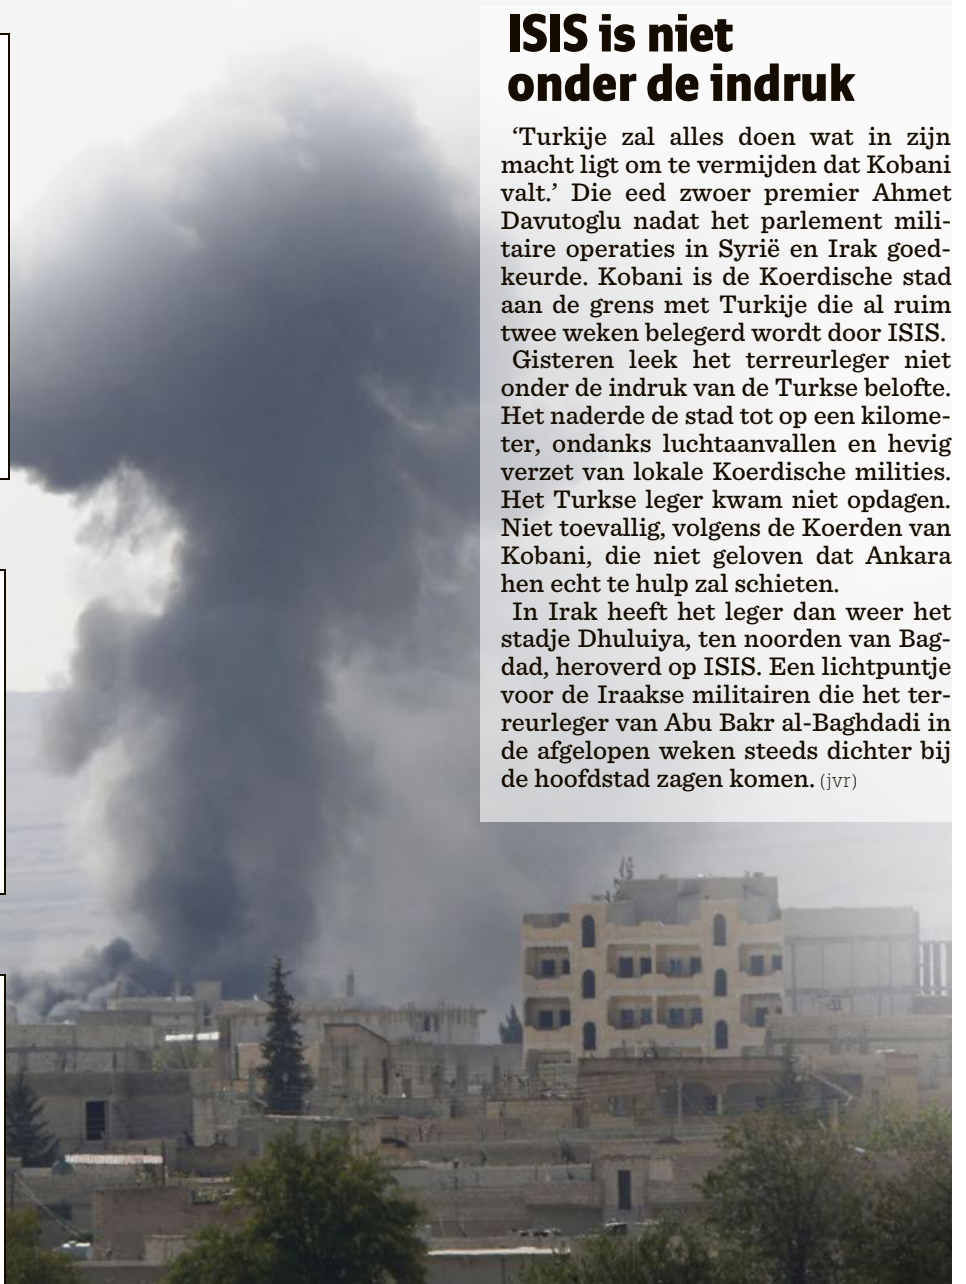 ISIS is niet
onder de indruk
‘Turkije zal alles doen wat in zijn
macht ligt om te vermijden dat Kobani
valt.’ Die eed zwoer premier Ahmet
Davutoglu nadat het parlement mili-
taire operaties in Syrië en Irak goed-
keurde. Kobani is de Koerdische stad
aan de grens met Turkije die al ruim
twee weken belegerd wordt door ISIS.
Gisteren leek het terreurleger niet
onder de indruk van de Turkse belofte.
Het naderde de stad tot op een kilome-
ter, ondanks luchtaanvallen en hevig
verzet van lokale Koerdische milities.
Het Turkse leger kwam niet opdagen.
Niet toevallig, volgens de Koerden van
Kobani, die niet geloven dat Ankara
hen echt te hulp zal schieten.
In Irak heeft het leger dan weer het
stadje Dhuluiya, ten noorden van Bag-
dad, heroverd op ISIS. Een lichtpuntje
voor de Iraakse militairen die het ter-
reurleger van Abu Bakr al-Baghdadi in
de afgelopen weken steeds dichter bij
de hoofdstad zagen komen. (jvr)